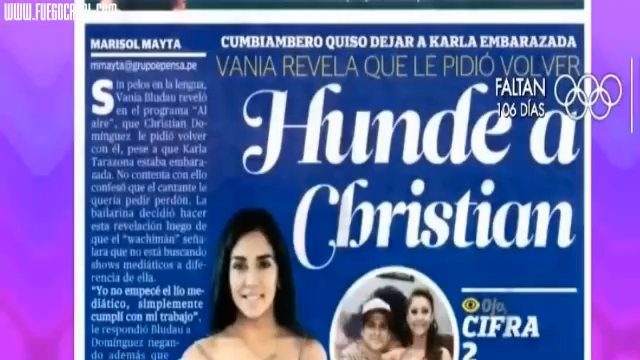 WWW.FUEGOCRUZ.COM
MARISOL MAYTA
mmayta@grupoepensa.pe
CUMBIAMBERO QUISO DEJAR A KARLA EMBARAZADA
VANIA REVELA QUE LE PIDIÓ VOLVER
Hunde a
Christian
FALTAN
106 DÍAS
Sin pelos en la lengua,
Vania Bludau reveló
en el programa "Al
aire", que Christian Do-
mínguez le pidió volver
con él, pese a que Karla
Tarazona estaba embara-
zada. No contenta con ello
confesó que el cantante le
quería pedir perdón. La
bailarina decidió hacer
esta revelación luego de
que el "wachimán" seña-
lara que no está buscando
shows mediáticos a dife-
rencia de ella.
"Yo no empecé el lío me-
diático, simplemente
cumplí con mi trabajo",
le respondió Bludau a
Domínguez negan-
do además que
Ojo
CIFRA
2